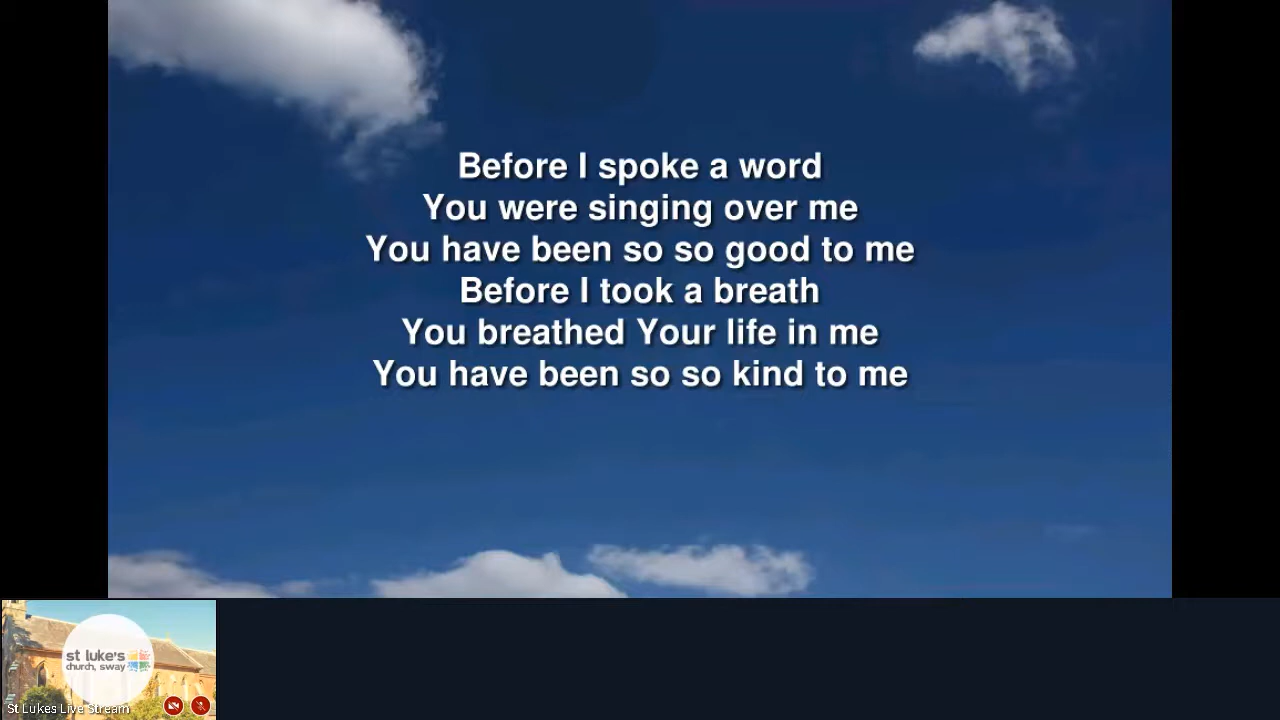 Before I spoke a word
You were singing over me
You have been so so good to me
Before I took a breath
You breathed Your life in me
You have been so so kind to me
st luke's
church, sway
St Lukes Live Stream